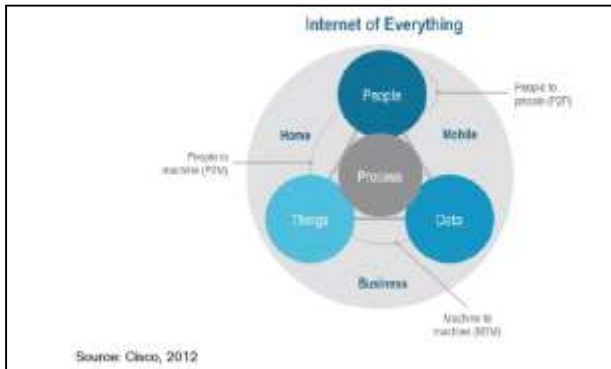 Internet of Everything
People
People to
people (P2P)
Home
Mobile
People to
machine (P2M)
Process
Things
Data
Business
Machine to
machine (M2M)
Source: Cisco, 2012